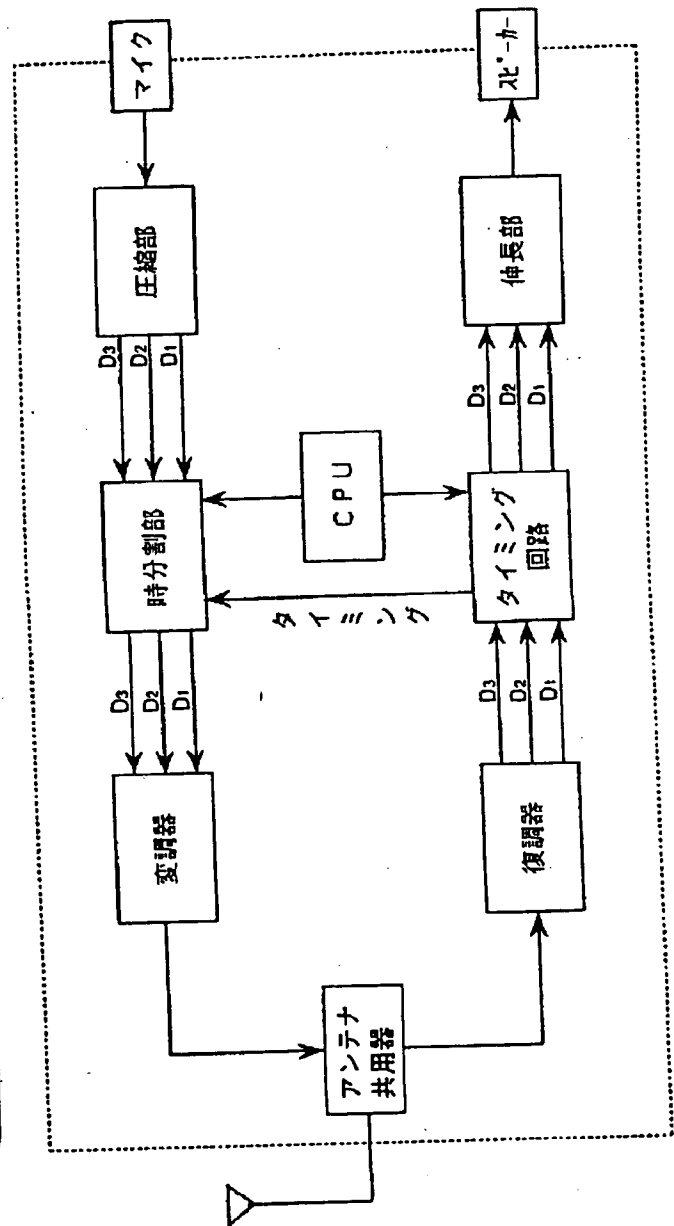 マイク
圧縮部
D3
D2
D1
時分割部
D3
D2
D1
変調器
アンテナ
共用器
CPU
タイミング
復調器
D3
D2
D1
タイミング
回路
D3
D2
D1
伸長部
スピーカー